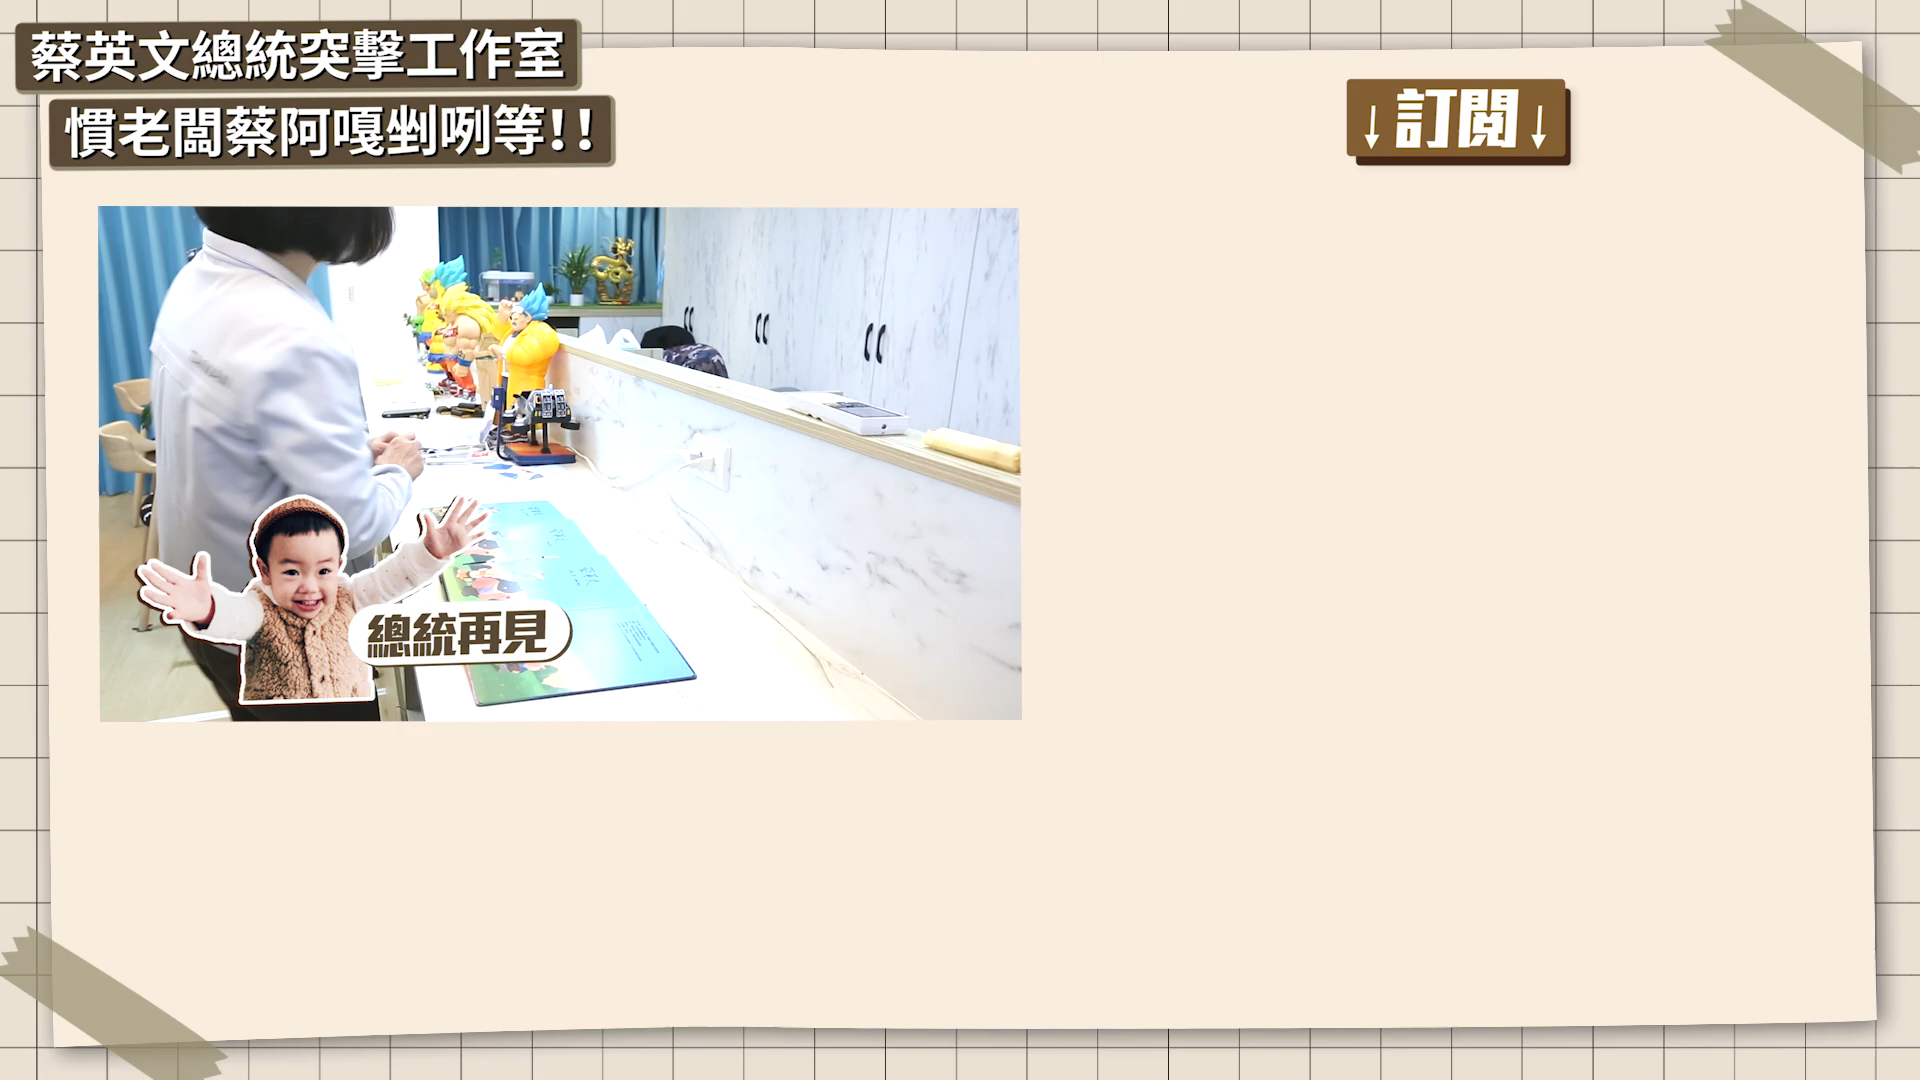 蔡英文總統突擊工作室
慣老闆蔡阿嘎剉咧等!!
↓訂閱↓
總統再見